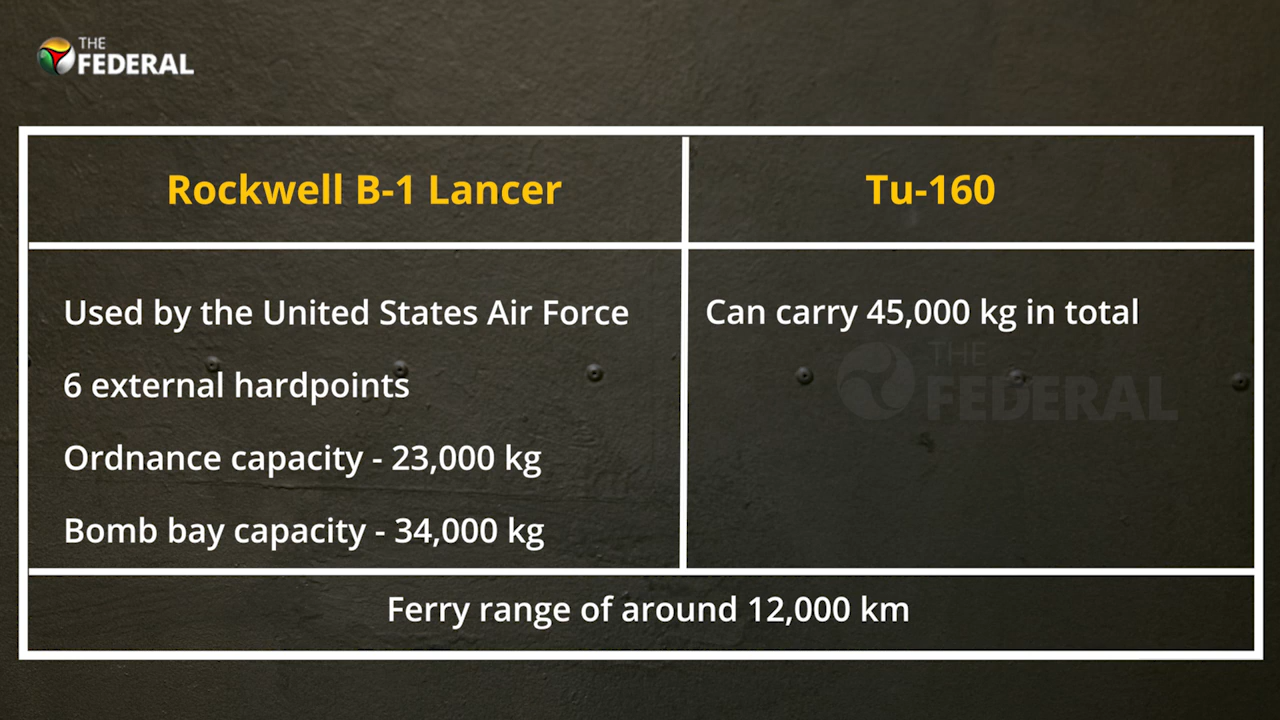 THE
FEDERAL
Rockwell B-1 Lancer
Tu-160
Used by the United States Air Force
6 external hardpoints
Ordnance capacity - 23,000 kg
Bomb bay capacity - 34,000 kg
Can carry 45,000 kg in total
THE
FEDERAL
Ferry range of around 12,000 km